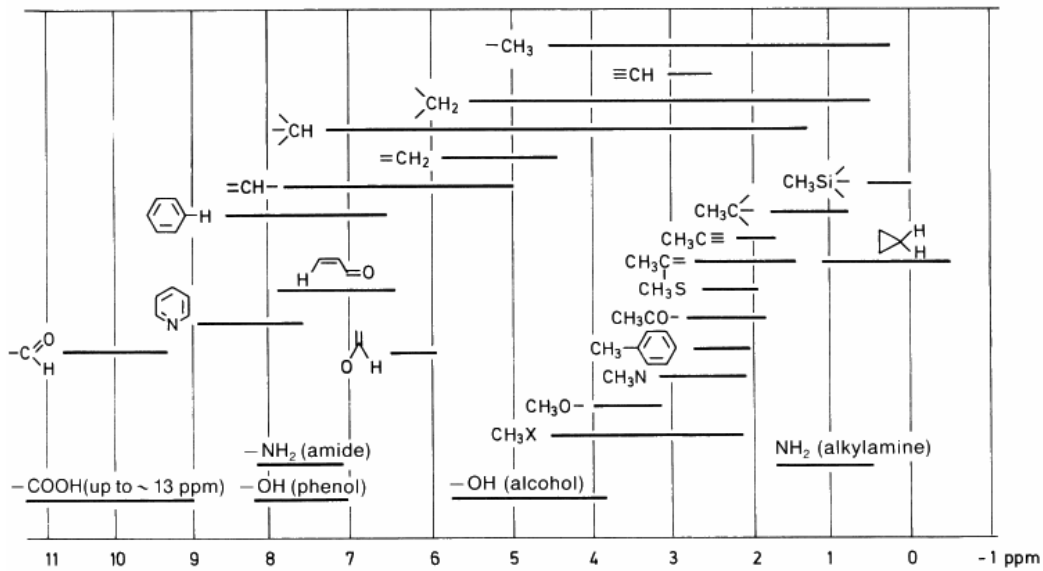 -CH₃
≡CH
>CH₂
-CH
=CH₂
=CH-
CH₃Si-
H
CH₃C-
CH₃C≡
H
H
CH₃C=
H
O
CH₃S
N
CH₃CO-
-C
O
H
O
H
CH₃-
CH₃N
CH₃O-
CH₃X
-NH₂ (amide)
NH₂ (alkylamine)
-COOH(up to ~ 13 ppm)
-OH (phenol)
-OH (alcohol)
11 10 9 8 7 6 5 4 3 2 1 0 -1 ppm